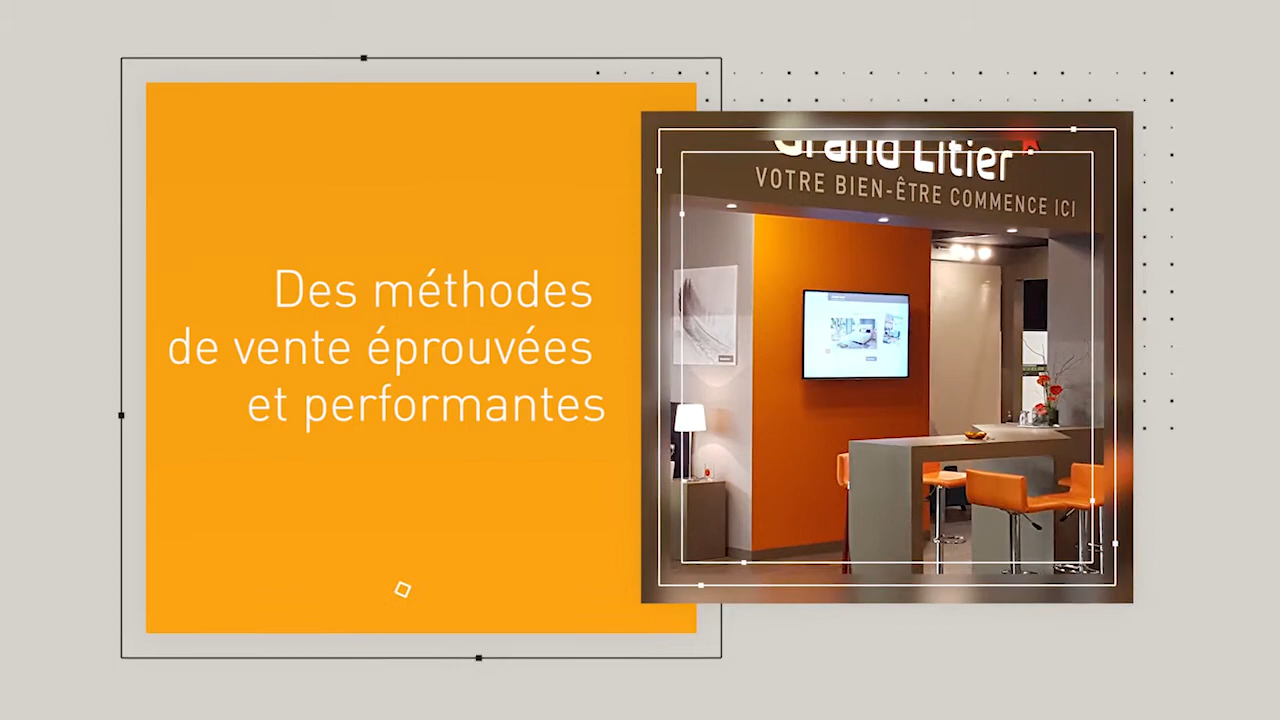 Des méthodes
de vente éprouvées
et performantes
Grand Litier
VOTRE BIEN-ÊTRE COMMENCE ICI